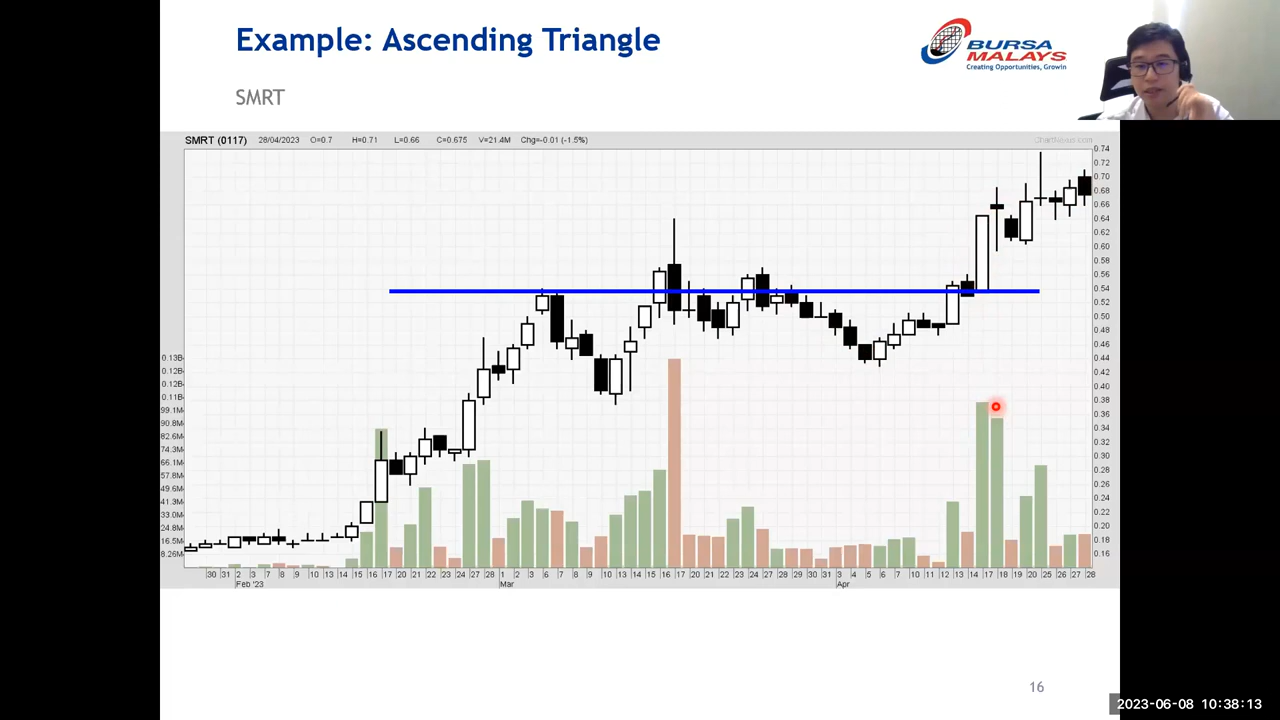 Example: Ascending Triangle
BURSA
MALAYS
Creating Opportunities, Growin
SMRT
SMRT (0117) 28/04/2023 O=0.7 H=0.71 L=0.66 C=0.675 V=21.4M Chg=-0.01 (-1.5%)
ChartNexus.com
0.74
0.72
0.70
0.68
0.66
0.64
0.62
0.60
0.58
0.56
0.54
0.52
0.50
0.48
0.46
0.44
0.42
0.40
0.38
0.36
0.34
0.32
0.30
0.28
0.26
0.24
0.22
0.20
0.18
0.16
0.13B
0.12B
0.12B
0.11B
99.1M
90.8M
82.6M
74.3M
66.1M
57.8M
49.6M
41.3M
33.0M
24.8M
16.5M
8.26M
30 31 2 3 7 8 9 10 13 14 15 16 17 20 21 22 23 24 27 28 1 2 3 6 7 8 9 10 13 14 15 16 17 20 21 22 23 24 27 28 29 30 31 3 4 5 6 7 10 11 12 13 14 17 18 19 20 25 26 27 28
Feb '23 Mar Apr
16
2023-06-08 10:38:13